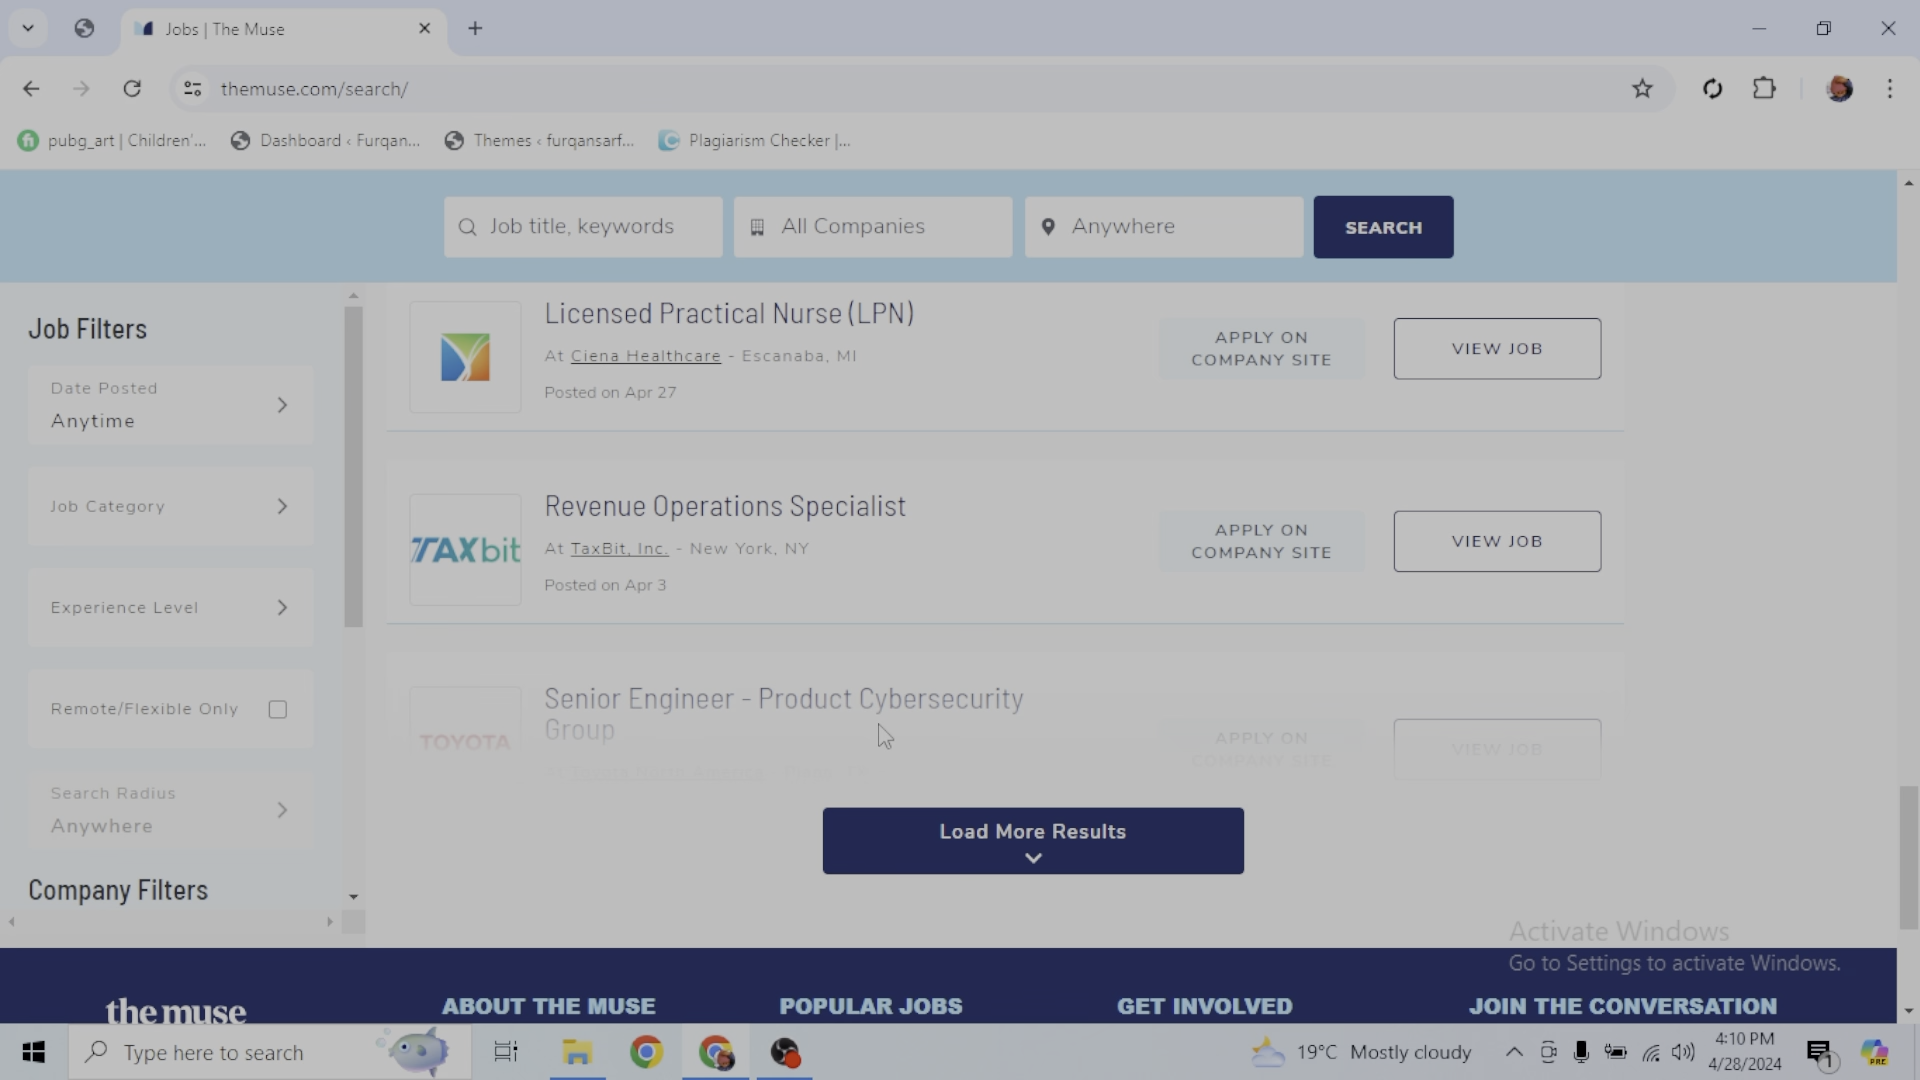 Jobs | The Muse
themuse.com/search/
pubg_art | Children'...
Dashboard ‹ Furqan...
Themes ‹ furqansarf...
Plagiarism Checker |...
Job title, keywords
All Companies
Anywhere
SEARCH
Job Filters
Date Posted
Anytime
Job Category
Experience Level
Remote/Flexible Only
Search Radius
Anywhere
Company Filters
Licensed Practical Nurse (LPN)
At Ciena Healthcare - Escanaba, MI
Posted on Apr 27
APPLY ON
COMPANY SITE
VIEW JOB
TAXbit
Revenue Operations Specialist
At TaxBit, Inc. - New York, NY
Posted on Apr 3
APPLY ON
COMPANY SITE
VIEW JOB
TOYOTA
Senior Engineer - Product Cybersecurity
Group
APPLY ON
COMPANY SITE
VIEW JOB
Load More Results
Activate Windows
Go to Settings to activate Windows.
the muse
ABOUT THE MUSE
POPULAR JOBS
GET INVOLVED
JOIN THE CONVERSATION
Type here to search
19°C Mostly cloudy
4:10 PM
4/28/2024
1
PRE